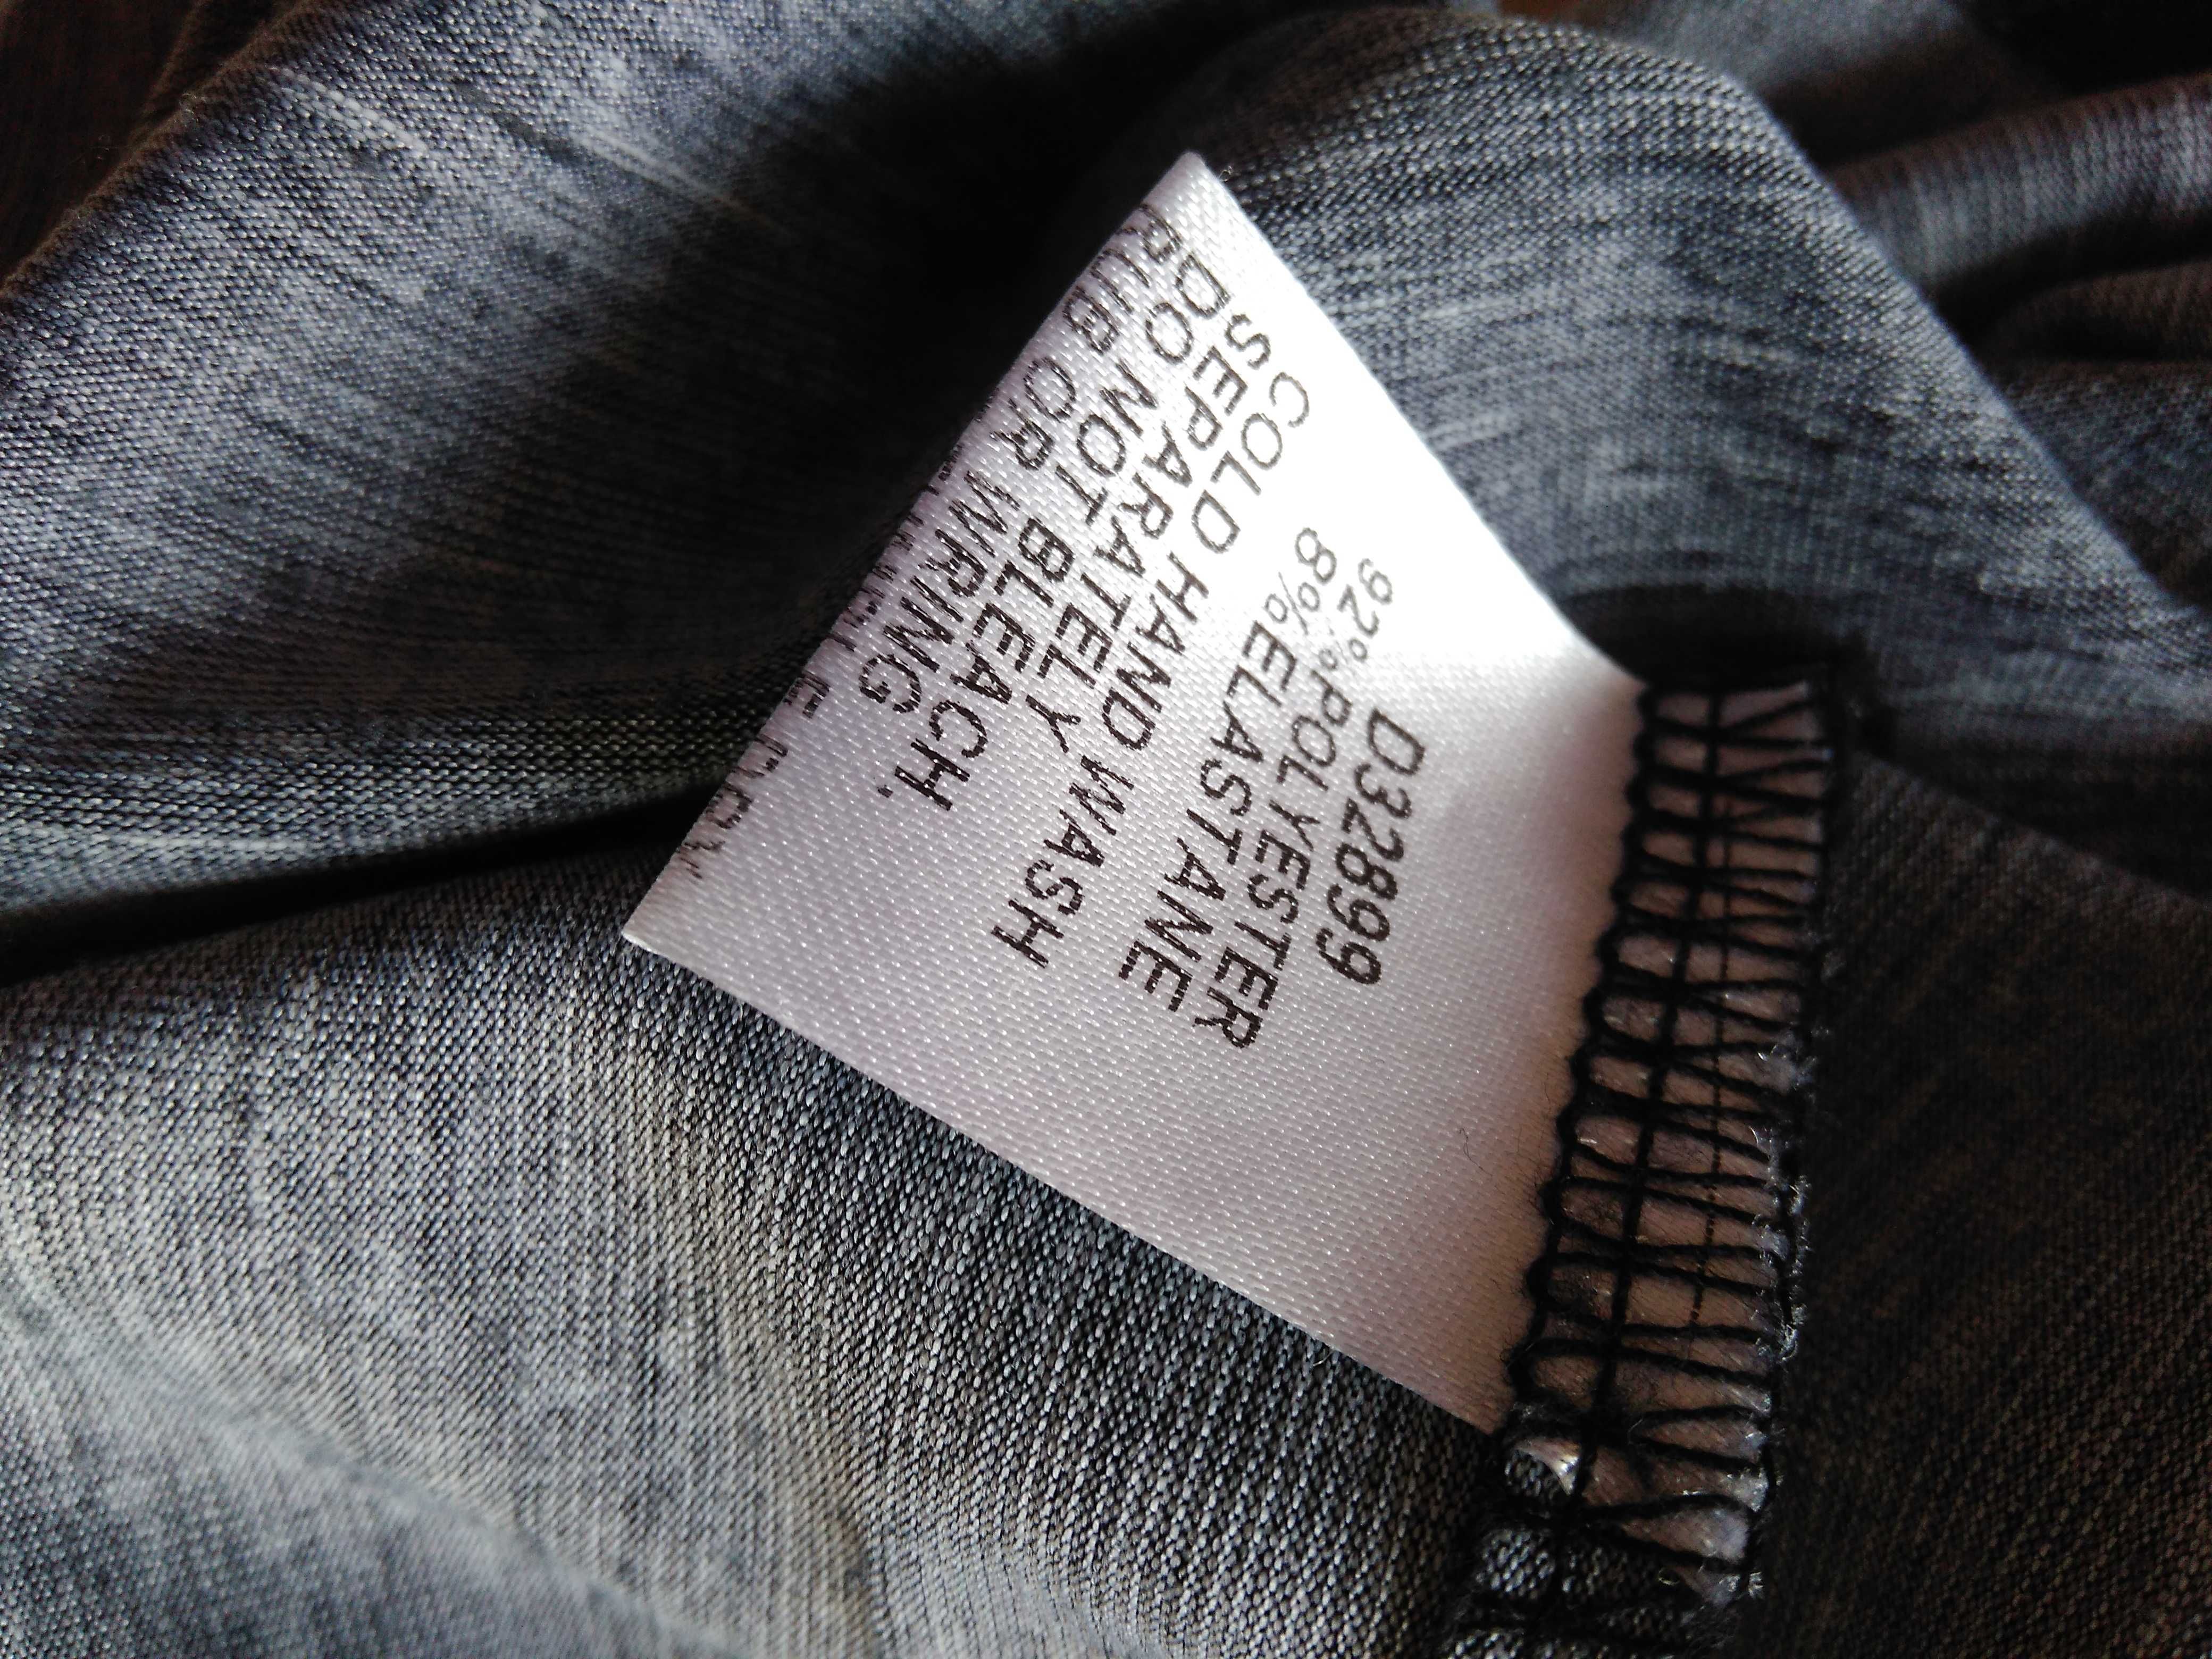 D32899
92%POLYESTER
8%ELASTANE
COLD HAND WASH
SEPARATELY
DO NOT BLEACH,
RUB OR WRING